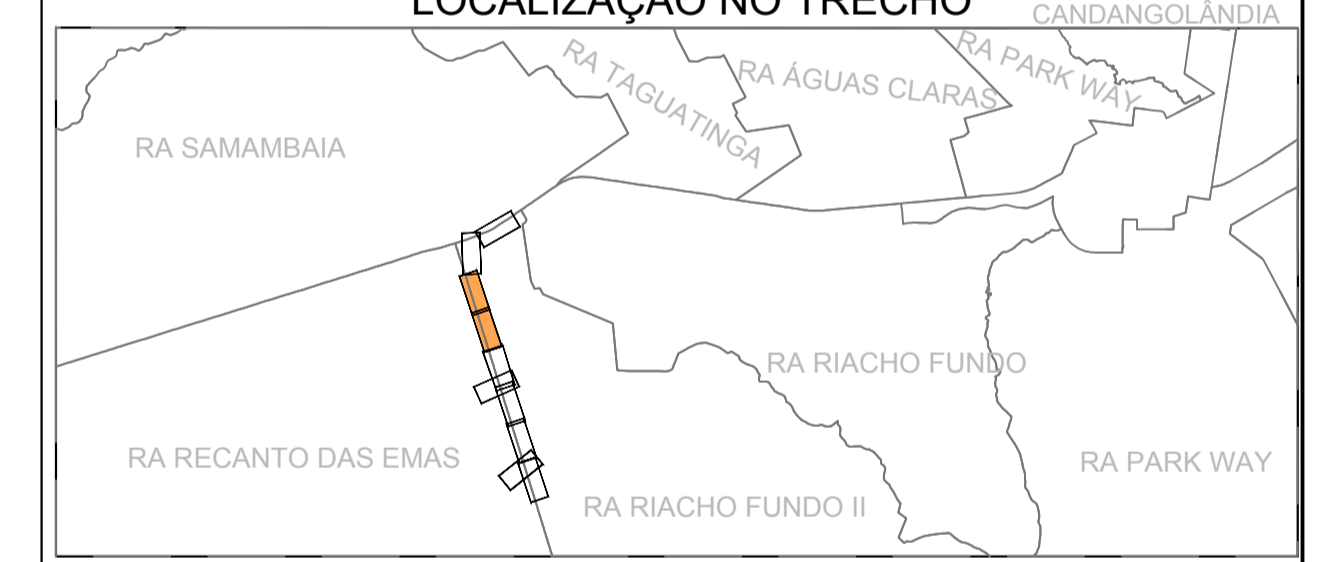 LOCALIZAÇÃO NO TRECHO
CANDANGOLÂNDIA
RA PARK WAY
RA TAGUATINGA
RA ÁGUAS CLARAS
RA SAMAMBAIA
RA RIACHO FUNDO
RA RECANTO DAS EMAS
RA PARK WAY
RA RIACHO FUNDO II